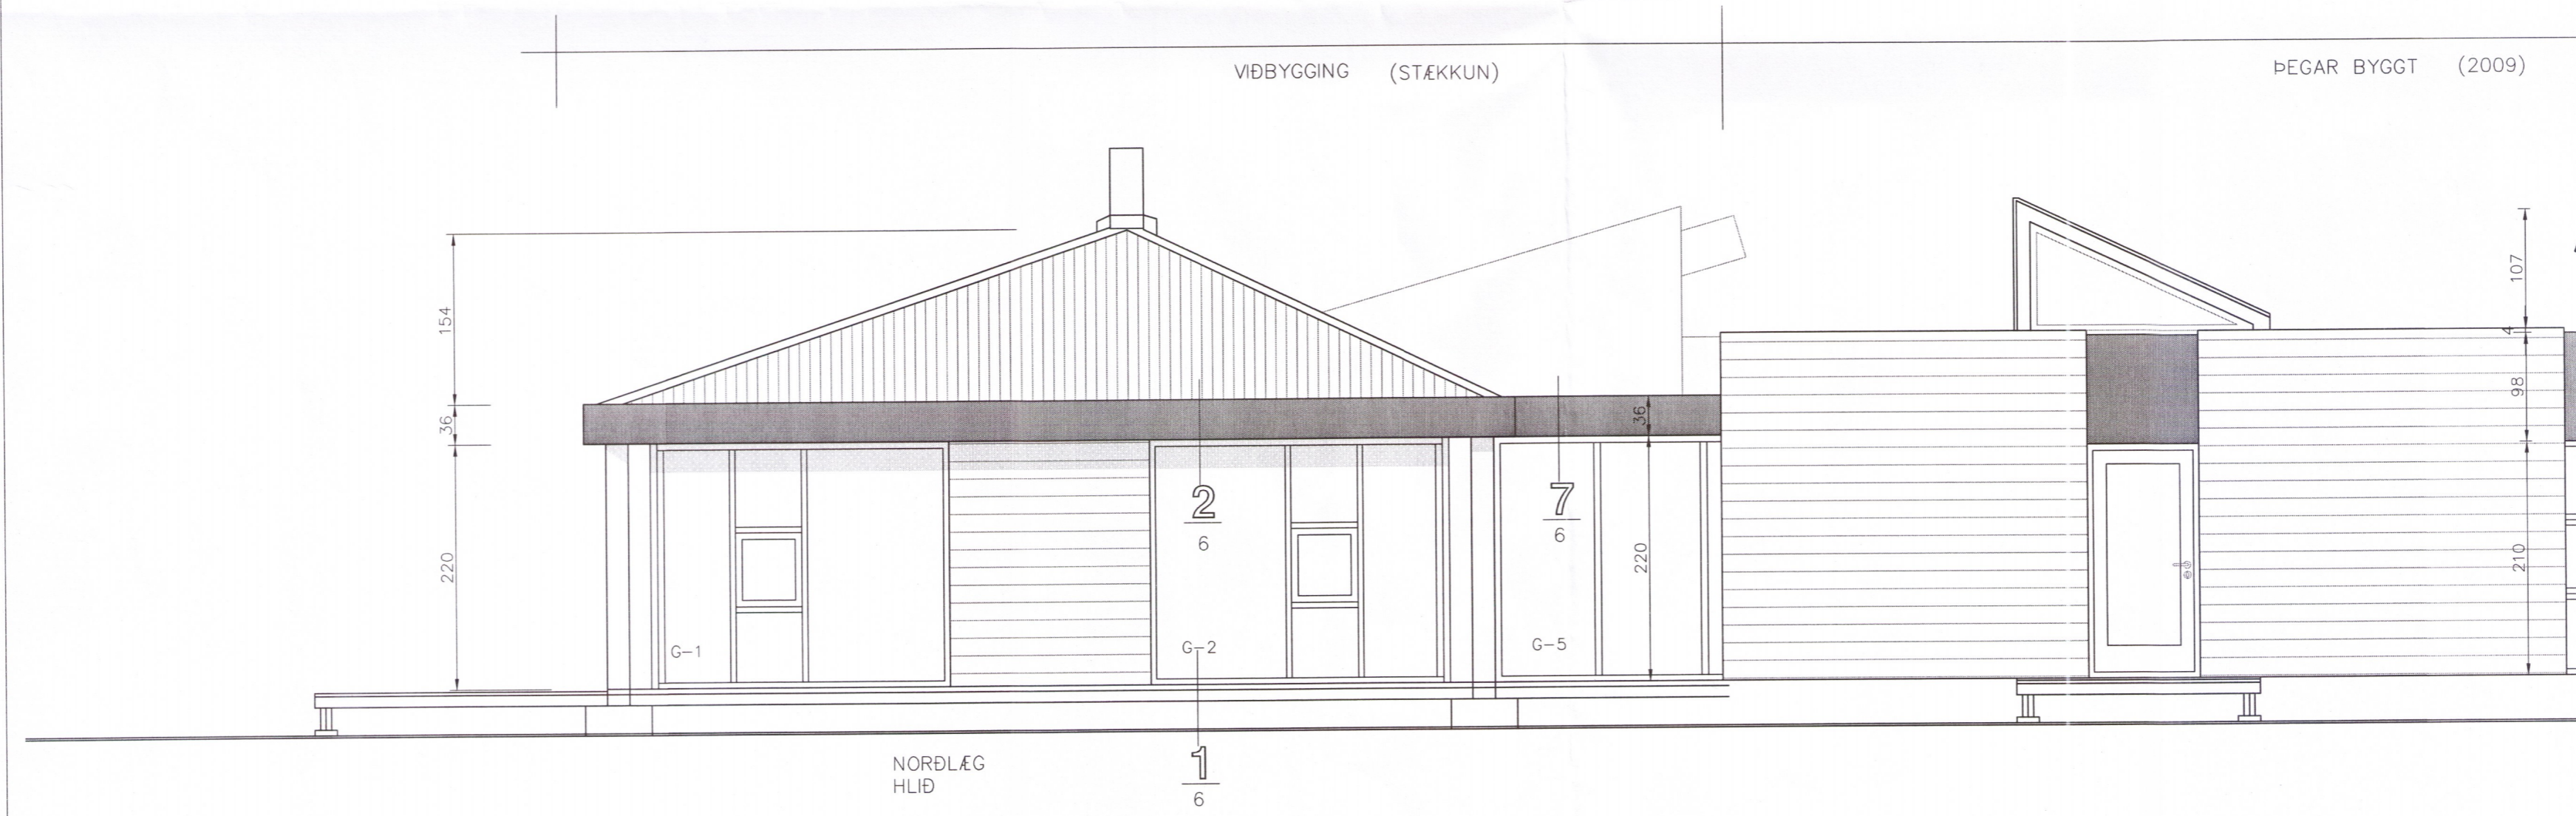 VIÐBYGGING (STÆKKUN)
ÞEGAR BYGGT (2009)
154
36
220
36
220
107
4
98
210
2
6
7
6
G-1
G-2
G-5
NORÐLÆG
HLIÐ
1
6